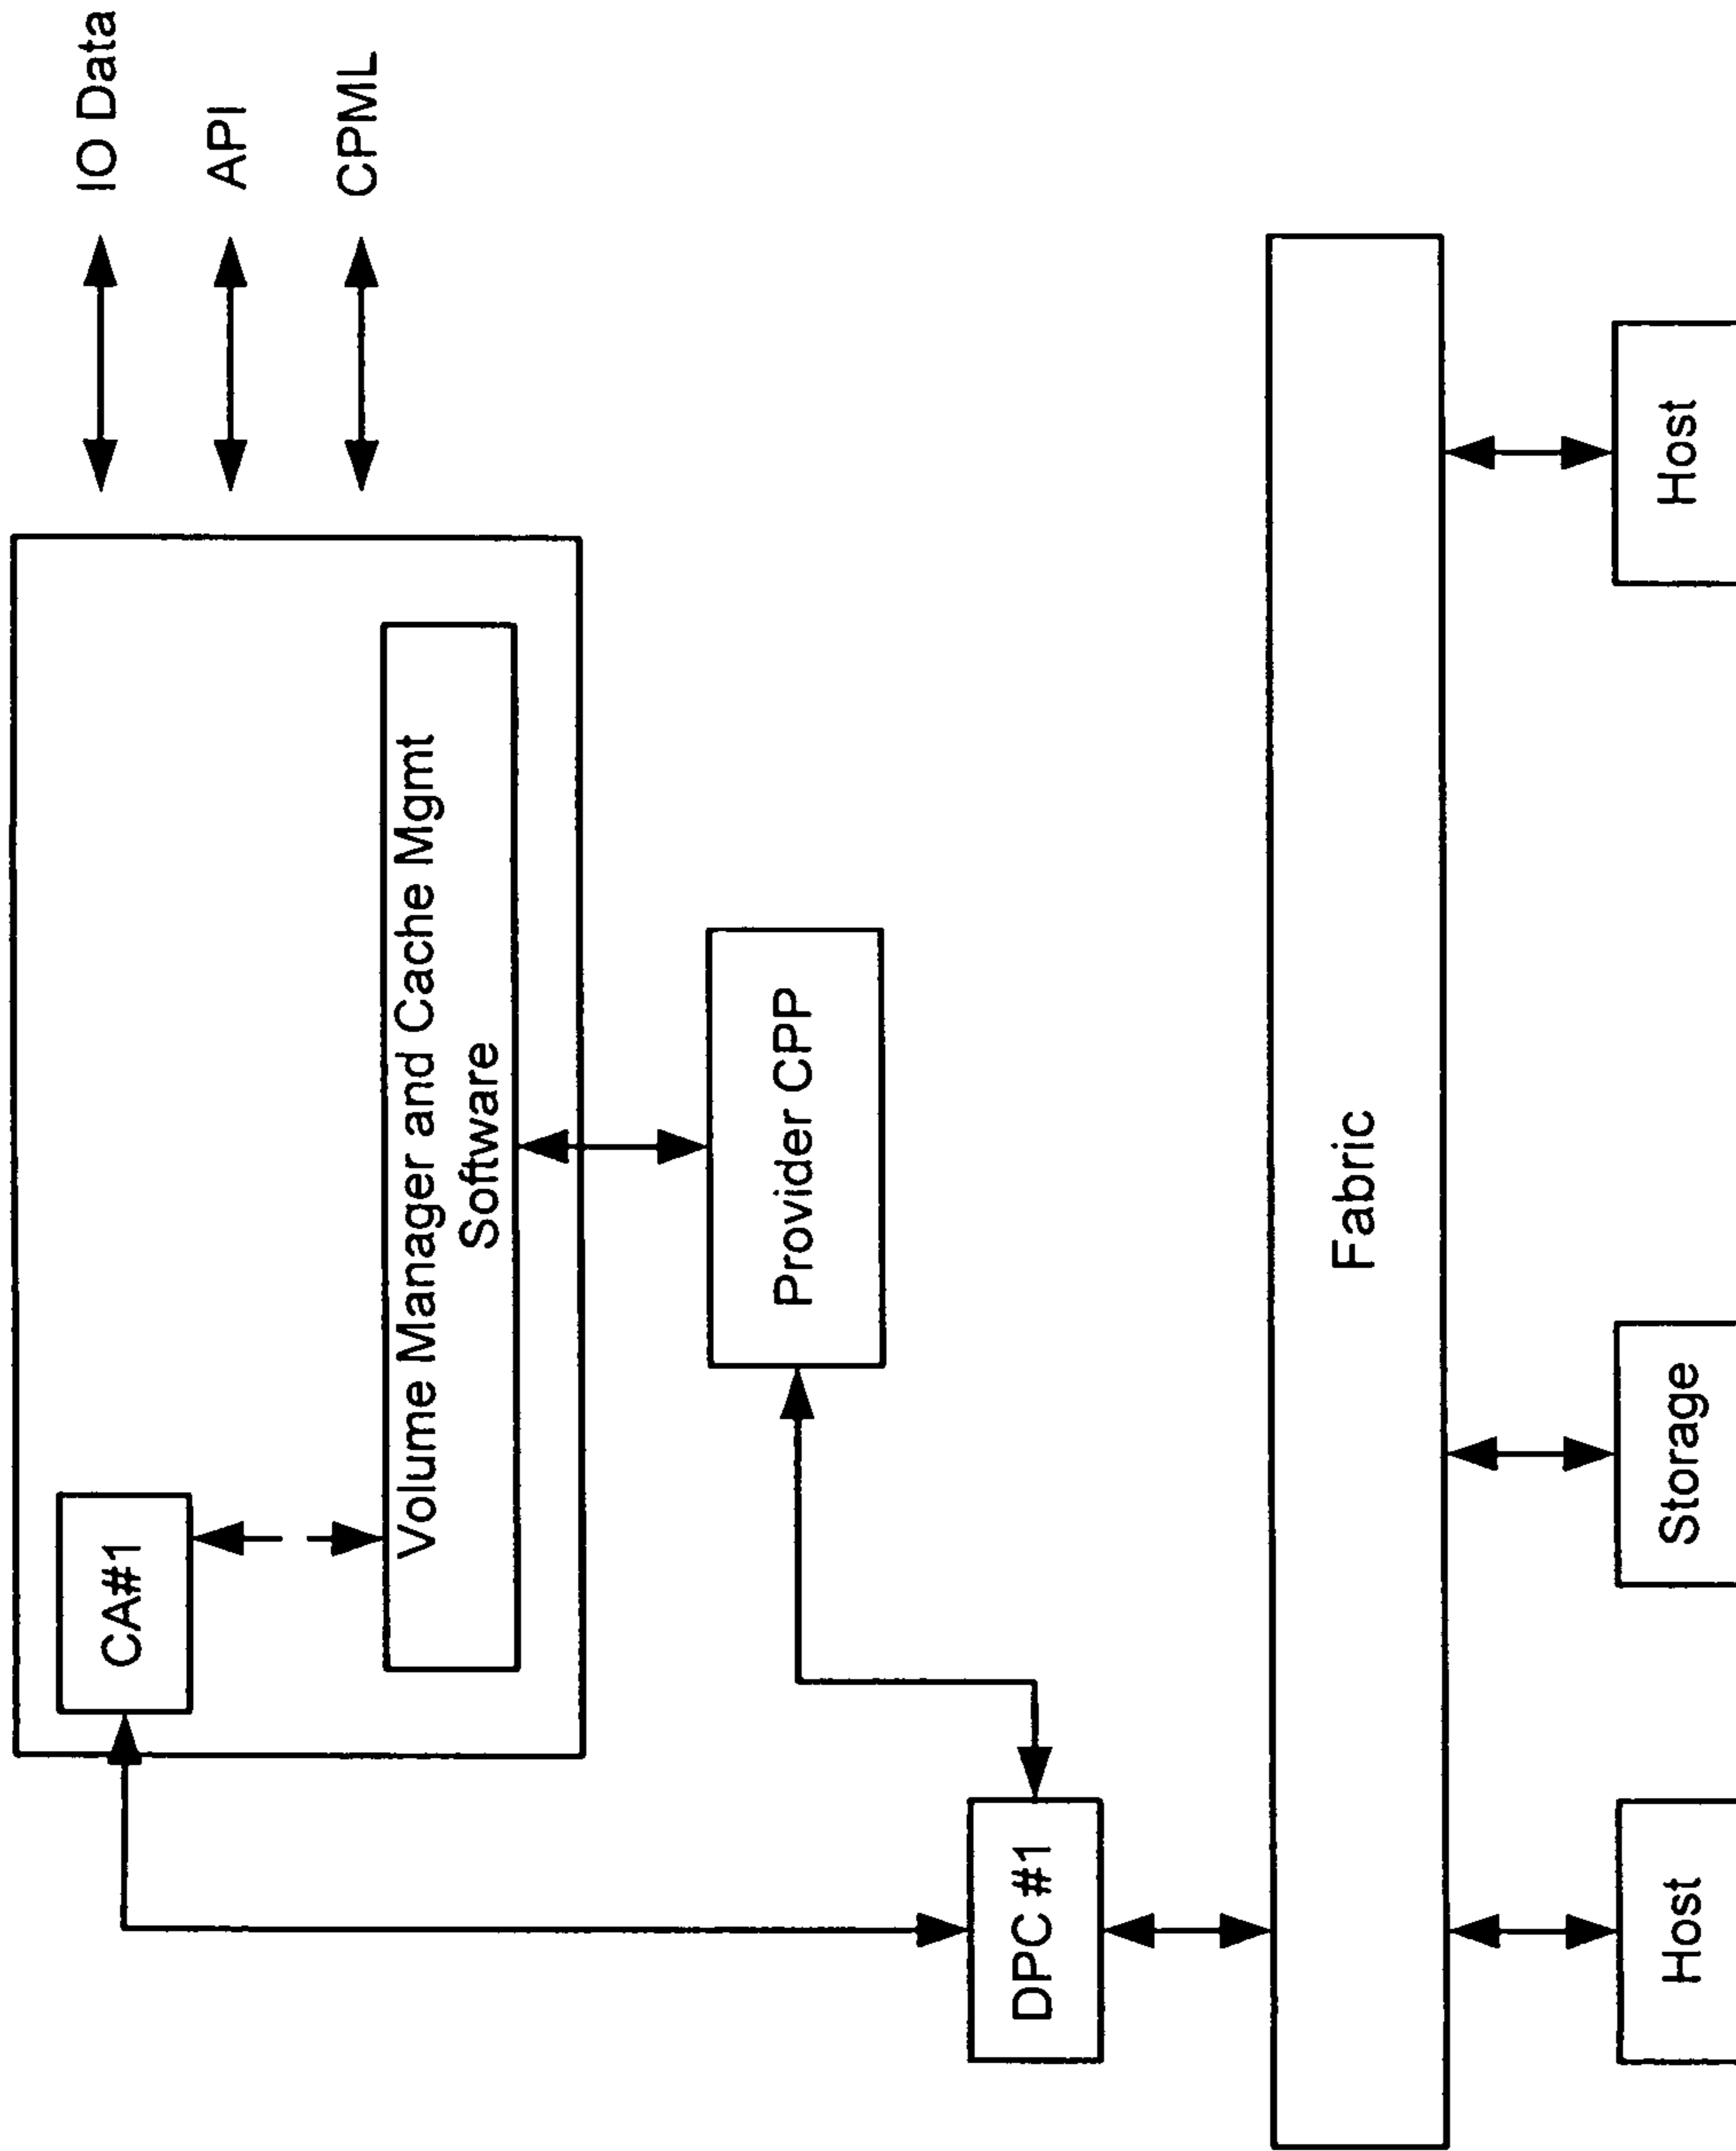 IO Data
API
CPML
CA#1
Volume Manager and Cache Mgmt
Software
Provider CPP
DPC #1
Fabric
Host
Storage
Host